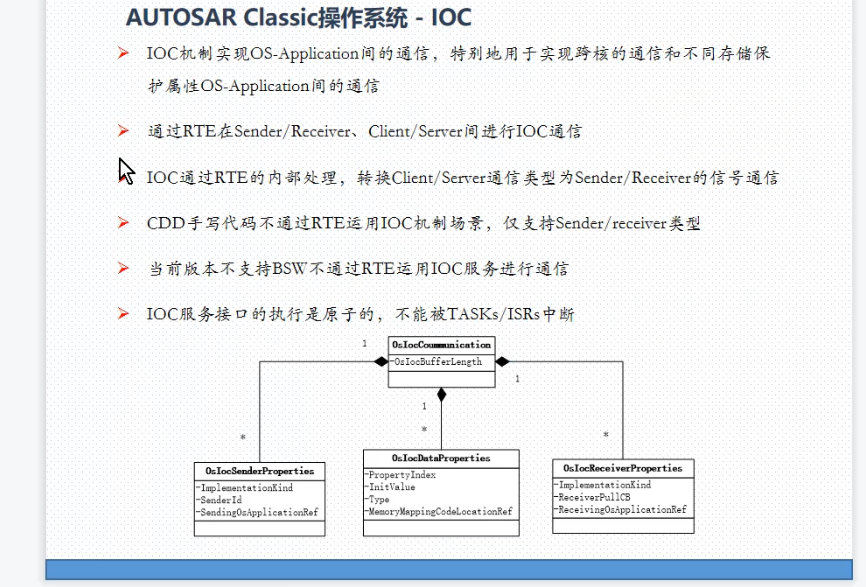 AUTOSAR Classic操作系统 - IOC
IOC机制实现OS-Application间的通信，特别地用于实现跨核的通信和不同存储保
护属性OS-Application间的通信
通过RTE在Sender/Receiver、Client/Server间进行IOC通信
IOC通过RTE的内部处理，转换Client/Server通信类型为Sender/Receiver的信号通信
CDD手写代码不通过RTE运用IOC机制场景，仅支持Sender/receiver类型
当前版本不支持BSW不通过RTE运用IOC服务进行通信
IOC服务接口的执行是原子的，不能被TASKs/ISRs中断
1
OsIocCoummunication
-OsIocBufferLength
1
1
*
*
*
OsIocSenderProperties
-ImplementationKind
-SenderId
-SendingOsApplicationRef
OsIocDataProperties
-PropertyIndex
-InitValue
-Type
-MemoryMappingCodeLocationRef
OsIocReceiverProperties
-ImplementationKind
-ReceiverPullCB
-ReceivingOsApplicationRef